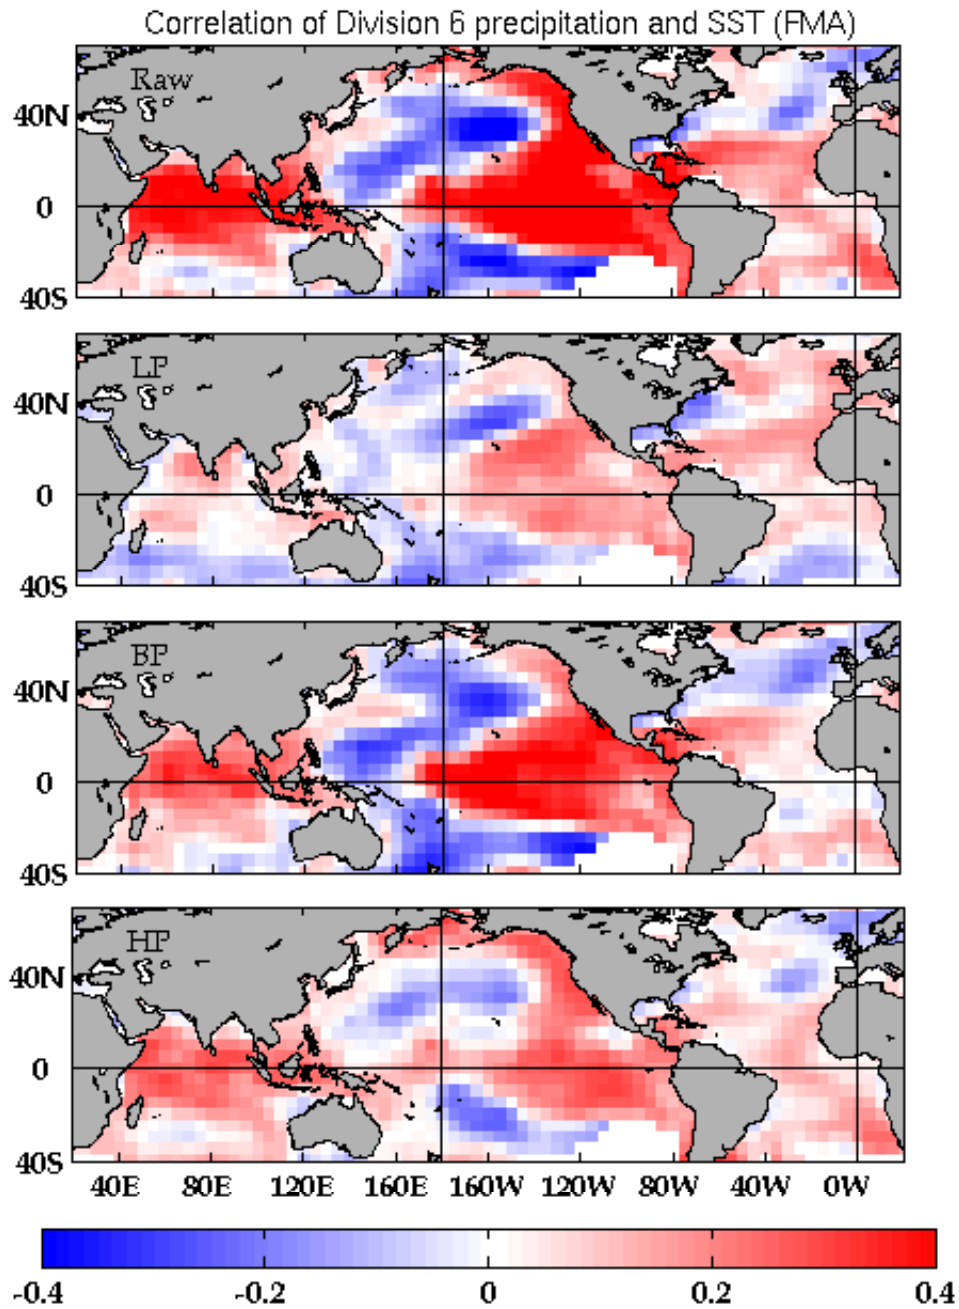 Correlation of Division 6 precipitation and SST (FMA)
Raw
40N
0
40S
LP
40N
0
40S
BP
40N
0
40S
HP
40N
0
40S
40E 80E 120E 160E 160W 120W 80W 40W 0W
-0.4 -0.2 0 0.2 0.4